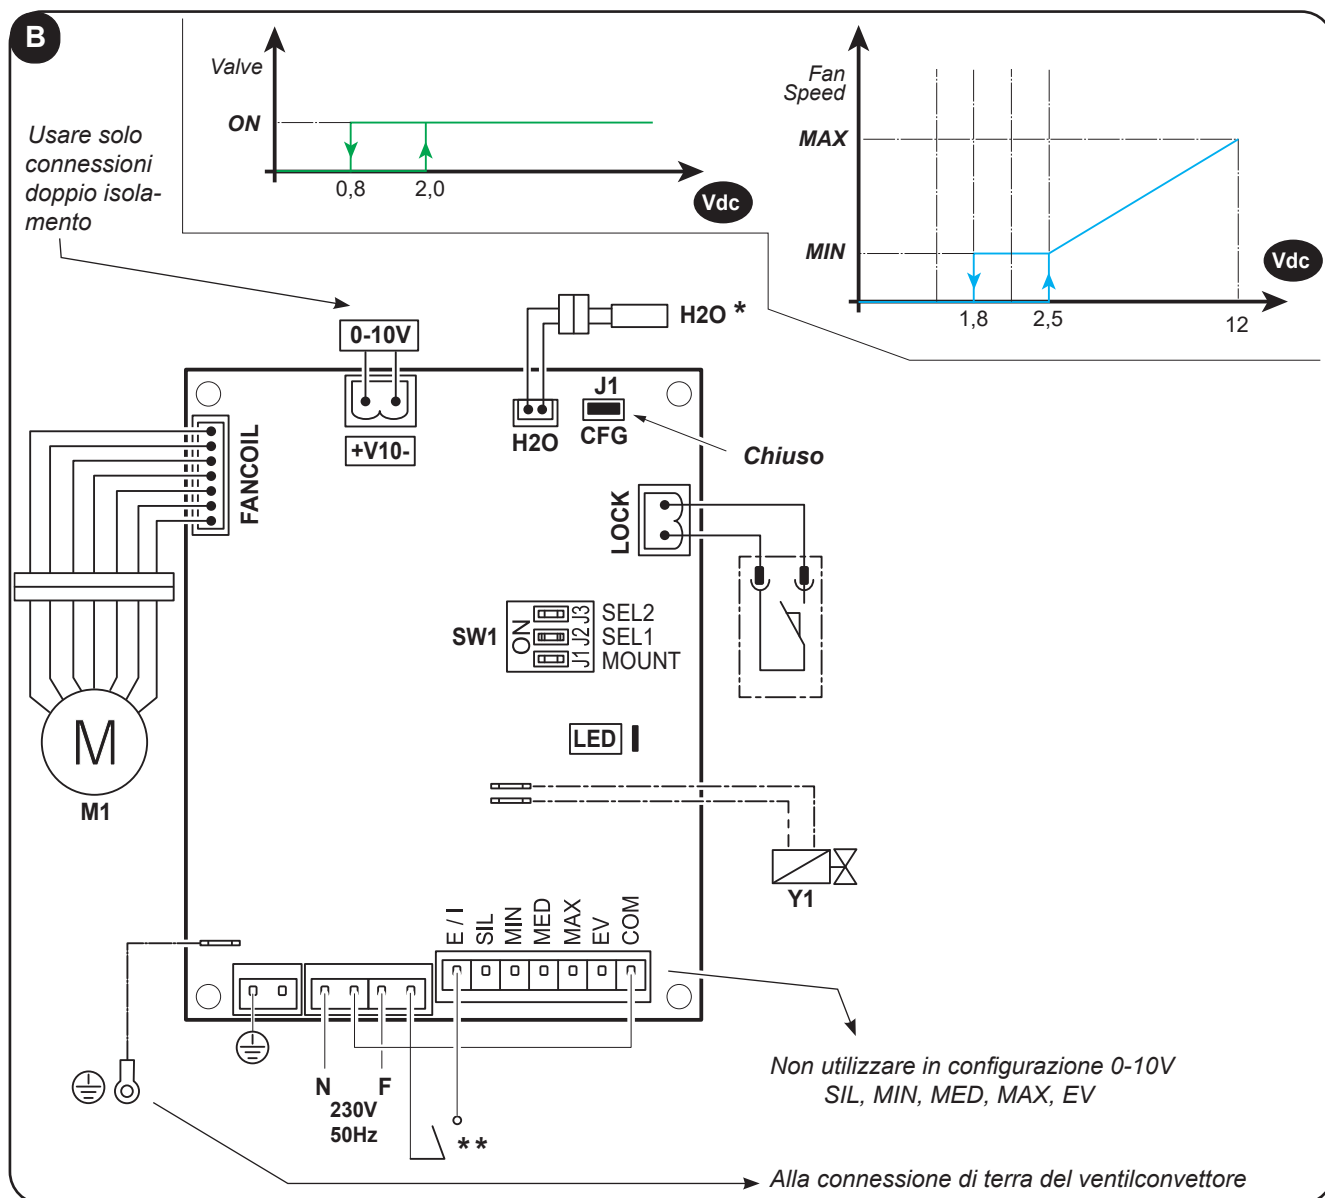 B
Valve
ON
0,8
2,0
Vdc
Fan
Speed
MAX
MIN
1,8
2,5
12
Vdc
Usare solo
connessioni
doppio isola-
mento
0-10V
+V10-
H2O *
H2O
J1
CFG
Chiuso
FANCOIL
LOCK
SW1
ON
J3 SEL2
J2 SEL1
J1 MOUNT
LED
M
M1
Y1
E / I
SIL
MIN
MED
MAX
EV
COM
N
F
230V
50Hz
**
Non utilizzare in configurazione 0-10V
SIL, MIN, MED, MAX, EV
Alla connessione di terra del ventilconvettore